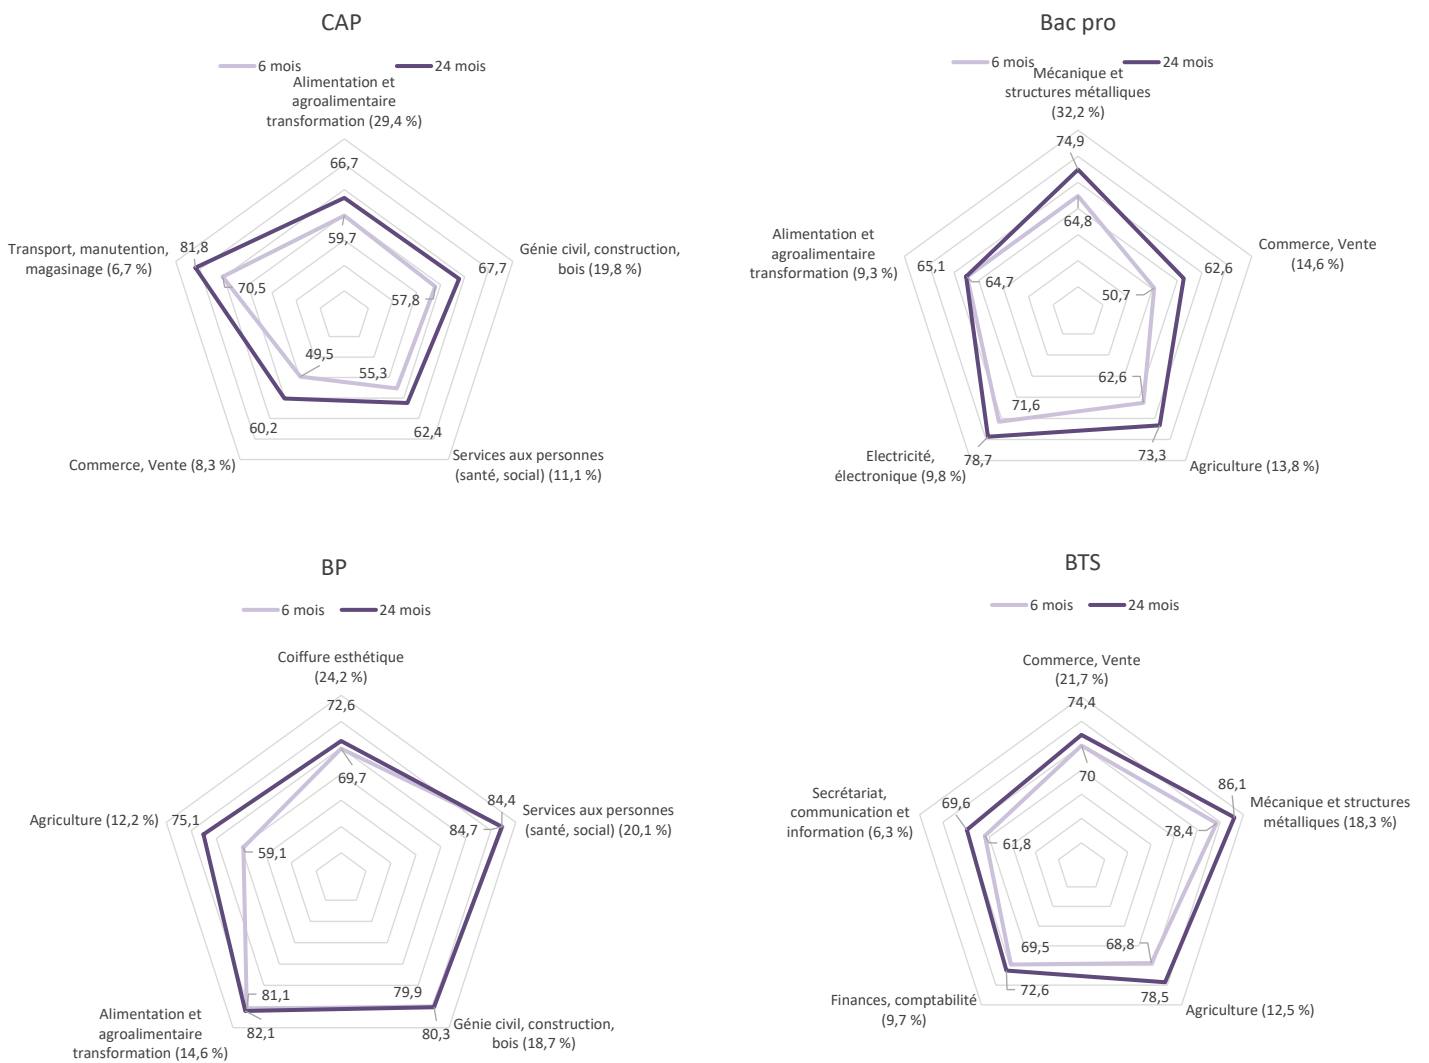 CAP
6 mois
24 mois
Alimentation et
agroalimentaire
transformation (29,4 %)
66,7
59,7
Génie civil, construction,
bois (19,8 %)
67,7
57,8
Transport, manutention,
magasinage (6,7 %)
81,8
70,5
49,5
55,3
60,2
62,4
Commerce, Vente (8,3 %)
Services aux personnes
(santé, social) (11,1 %)
Bac pro
6 mois
24 mois
Mécanique et
structures métalliques
(32,2 %)
74,9
64,8
Commerce, Vente
(14,6 %)
62,6
50,7
Alimentation et
agroalimentaire
transformation (9,3 %)
65,1
64,7
62,6
71,6
73,3
78,7
Electricité,
électronique (9,8 %)
Agriculture (13,8 %)
BP
6 mois
24 mois
Coiffure esthétique
(24,2 %)
72,6
69,7
84,4
84,7
Services aux personnes
(santé, social) (20,1 %)
Agriculture (12,2 %)
75,1
59,1
81,1
79,9
82,1
80,3
Alimentation et
agroalimentaire
transformation (14,6 %)
Génie civil, construction,
bois (18,7 %)
BTS
6 mois
24 mois
Commerce, Vente
(21,7 %)
74,4
70
86,1
78,4
Mécanique et structures
métalliques (18,3 %)
Secrétariat,
communication et
information (6,3 %)
69,6
61,8
69,5
68,8
72,6
78,5
Finances, comptabilité
(9,7 %)
Agriculture (12,5 %)